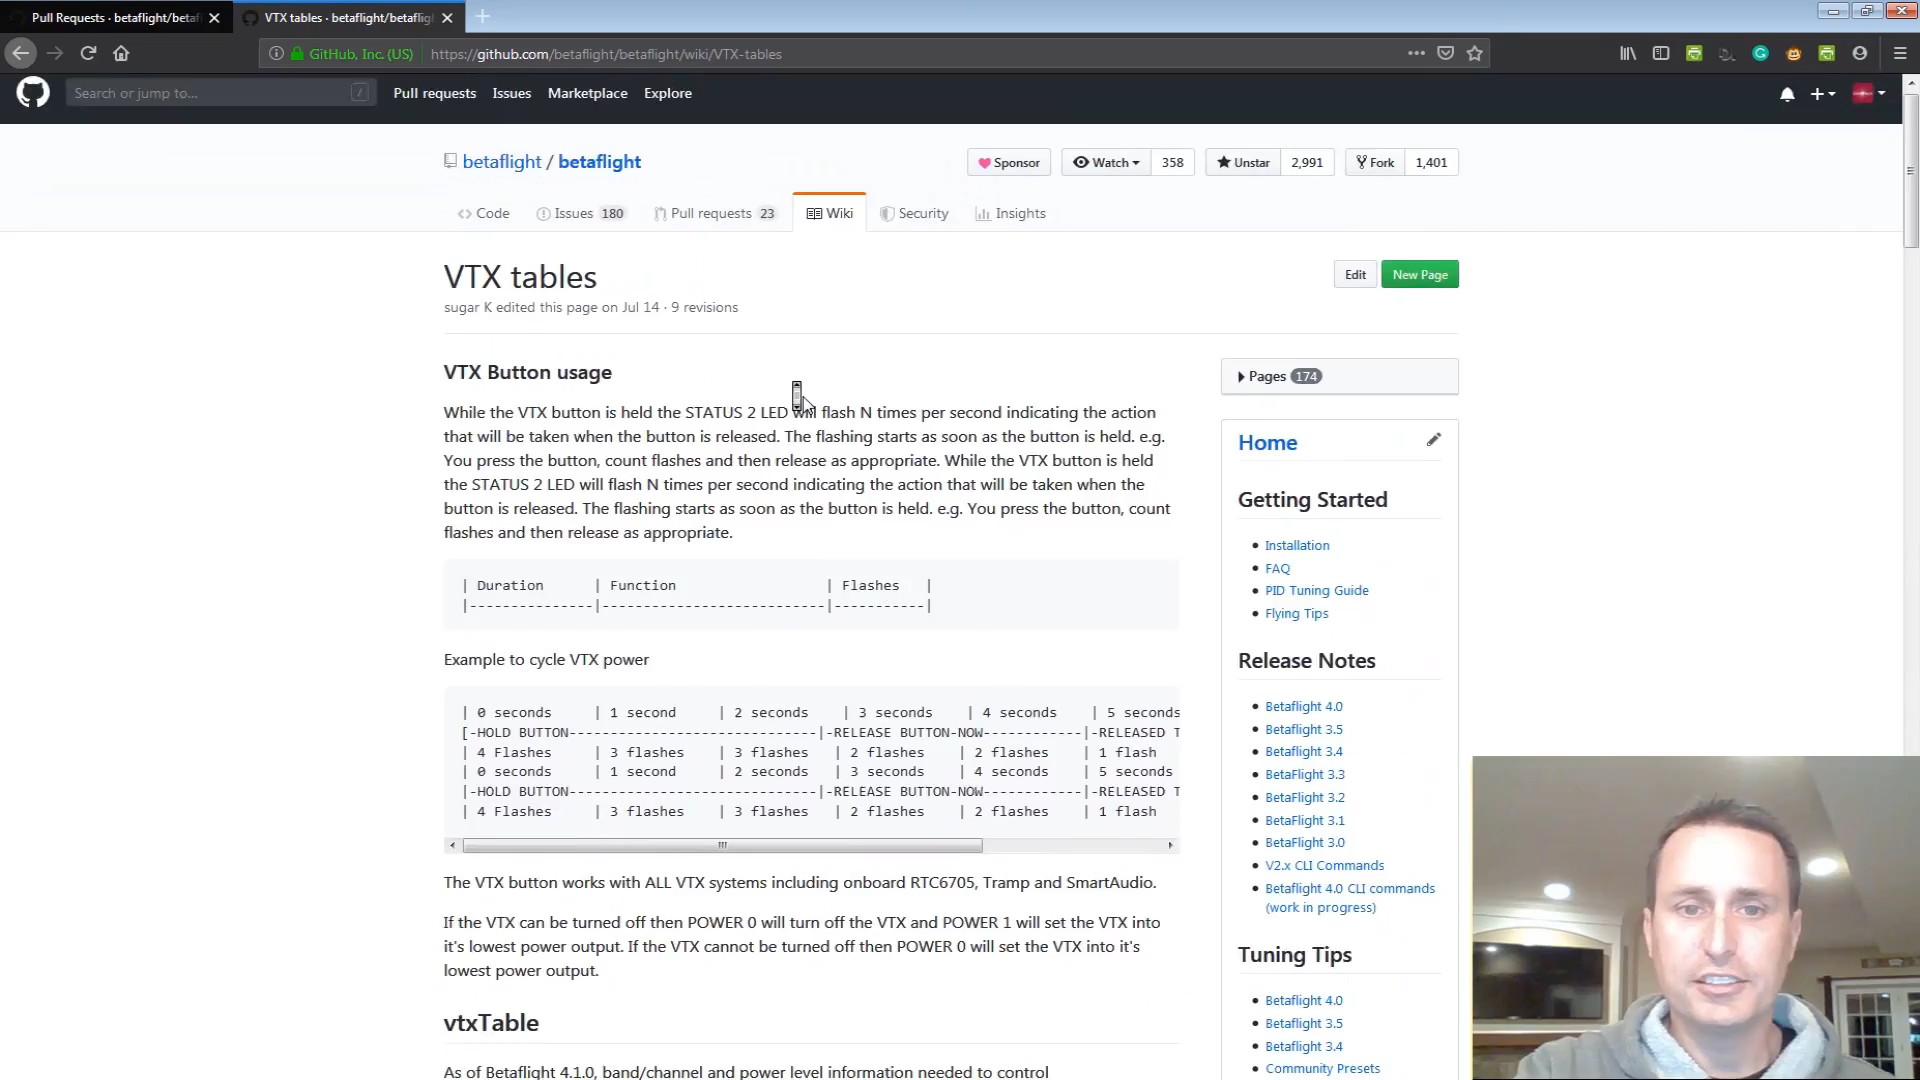 Pull Requests · betaflight/betaf
VTX tables · betaflight/betaflig
GitHub, Inc. (US)
https://github.com/betaflight/betaflight/wiki/VTX-tables
Search or jump to...
/
Pull requests
Issues
Marketplace
Explore
betaflight / betaflight
Sponsor
Watch
358
Unstar
2,991
Fork
1,401
Code
Issues 180
Pull requests 23
Wiki
Security
Insights
VTX tables
Edit
New Page
sugar K edited this page on Jul 14 · 9 revisions
VTX Button usage
While the VTX button is held the STATUS 2 LED will flash N times per second indicating the action
that will be taken when the button is released. The flashing starts as soon as the button is held. e.g.
You press the button, count flashes and then release as appropriate. While the VTX button is held
the STATUS 2 LED will flash N times per second indicating the action that will be taken when the
button is released. The flashing starts as soon as the button is held. e.g. You press the button, count
flashes and then release as appropriate.
| Duration | Function | Flashes |
|---------------|---------------------------|-----------|
Example to cycle VTX power
| 0 seconds | 1 second | 2 seconds | 3 seconds | 4 seconds | 5 seconds
[-HOLD BUTTON------------------------------|-RELEASE BUTTON-NOW------------|-RELEASED T
| 4 Flashes | 3 flashes | 3 flashes | 2 flashes | 2 flashes | 1 flash
| 0 seconds | 1 second | 2 seconds | 3 seconds | 4 seconds | 5 seconds
|-HOLD BUTTON------------------------------|-RELEASE BUTTON-NOW------------|-RELEASED T
| 4 Flashes | 3 flashes | 3 flashes | 2 flashes | 2 flashes | 1 flash
The VTX button works with ALL VTX systems including onboard RTC6705, Tramp and SmartAudio.
If the VTX can be turned off then POWER 0 will turn off the VTX and POWER 1 will set the VTX into
it's lowest power output. If the VTX cannot be turned off then POWER 0 will set the VTX into it's
lowest power output.
vtxTable
As of Betaflight 4.1.0, band/channel and power level information needed to control
Pages 174
Home
Getting Started
Installation
FAQ
PID Tuning Guide
Flying Tips
Release Notes
Betaflight 4.0
Betaflight 3.5
Betaflight 3.4
BetaFlight 3.3
BetaFlight 3.2
BetaFlight 3.1
BetaFlight 3.0
V2.x CLI Commands
Betaflight 4.0 CLI commands
(work in progress)
Tuning Tips
Betaflight 4.0
Betaflight 3.5
Betaflight 3.4
Community Presets